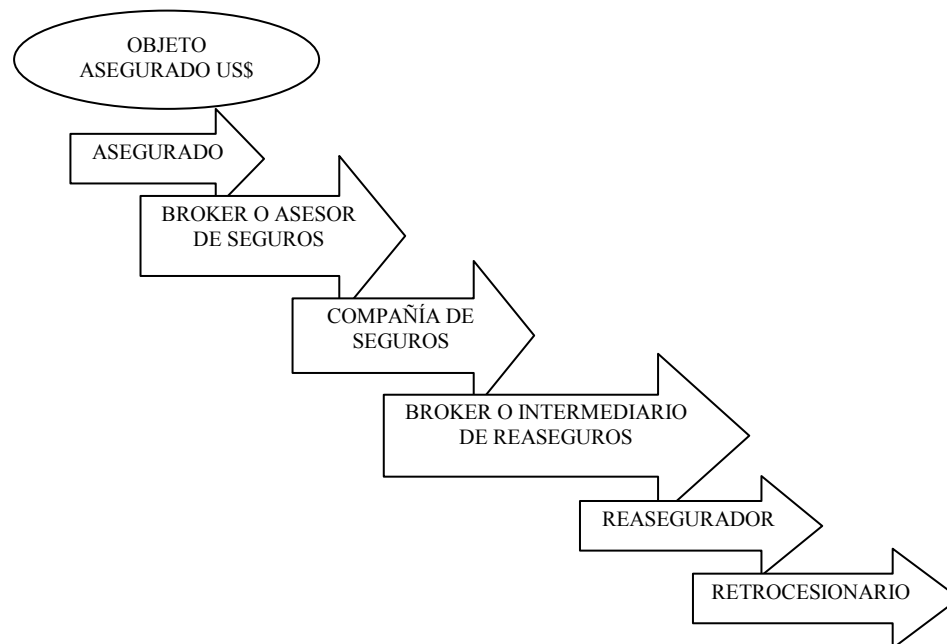 OBJETO
ASEGURADO US$
ASEGURADO
BROKER O ASESOR
DE SEGUROS
COMPAÑÍA DE
SEGUROS
BROKER O INTERMEDIARIO
DE REASEGUROS
REASEGURADOR
RETROCESIONARIO